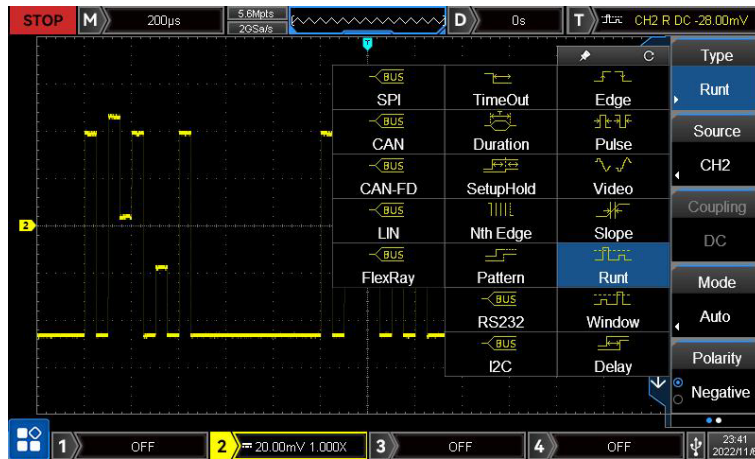 STOP M 200µs 5.6Mpts 2GSa/s D 0s T CH2 R DC -28.00mV
T
C
Type
Runt
Source
CH2
Coupling
DC
Mode
Auto
Polarity
Negative
BUS SPI TimeOut Edge
BUS CAN Duration Pulse
BUS CAN-FD SetupHold Video
BUS LIN Nth Edge Slope
BUS FlexRay Pattern Runt
BUS RS232 Window
BUS I2C Delay
2
1 OFF 2 20.00mV 1.000X 3 OFF 4 OFF 23:41